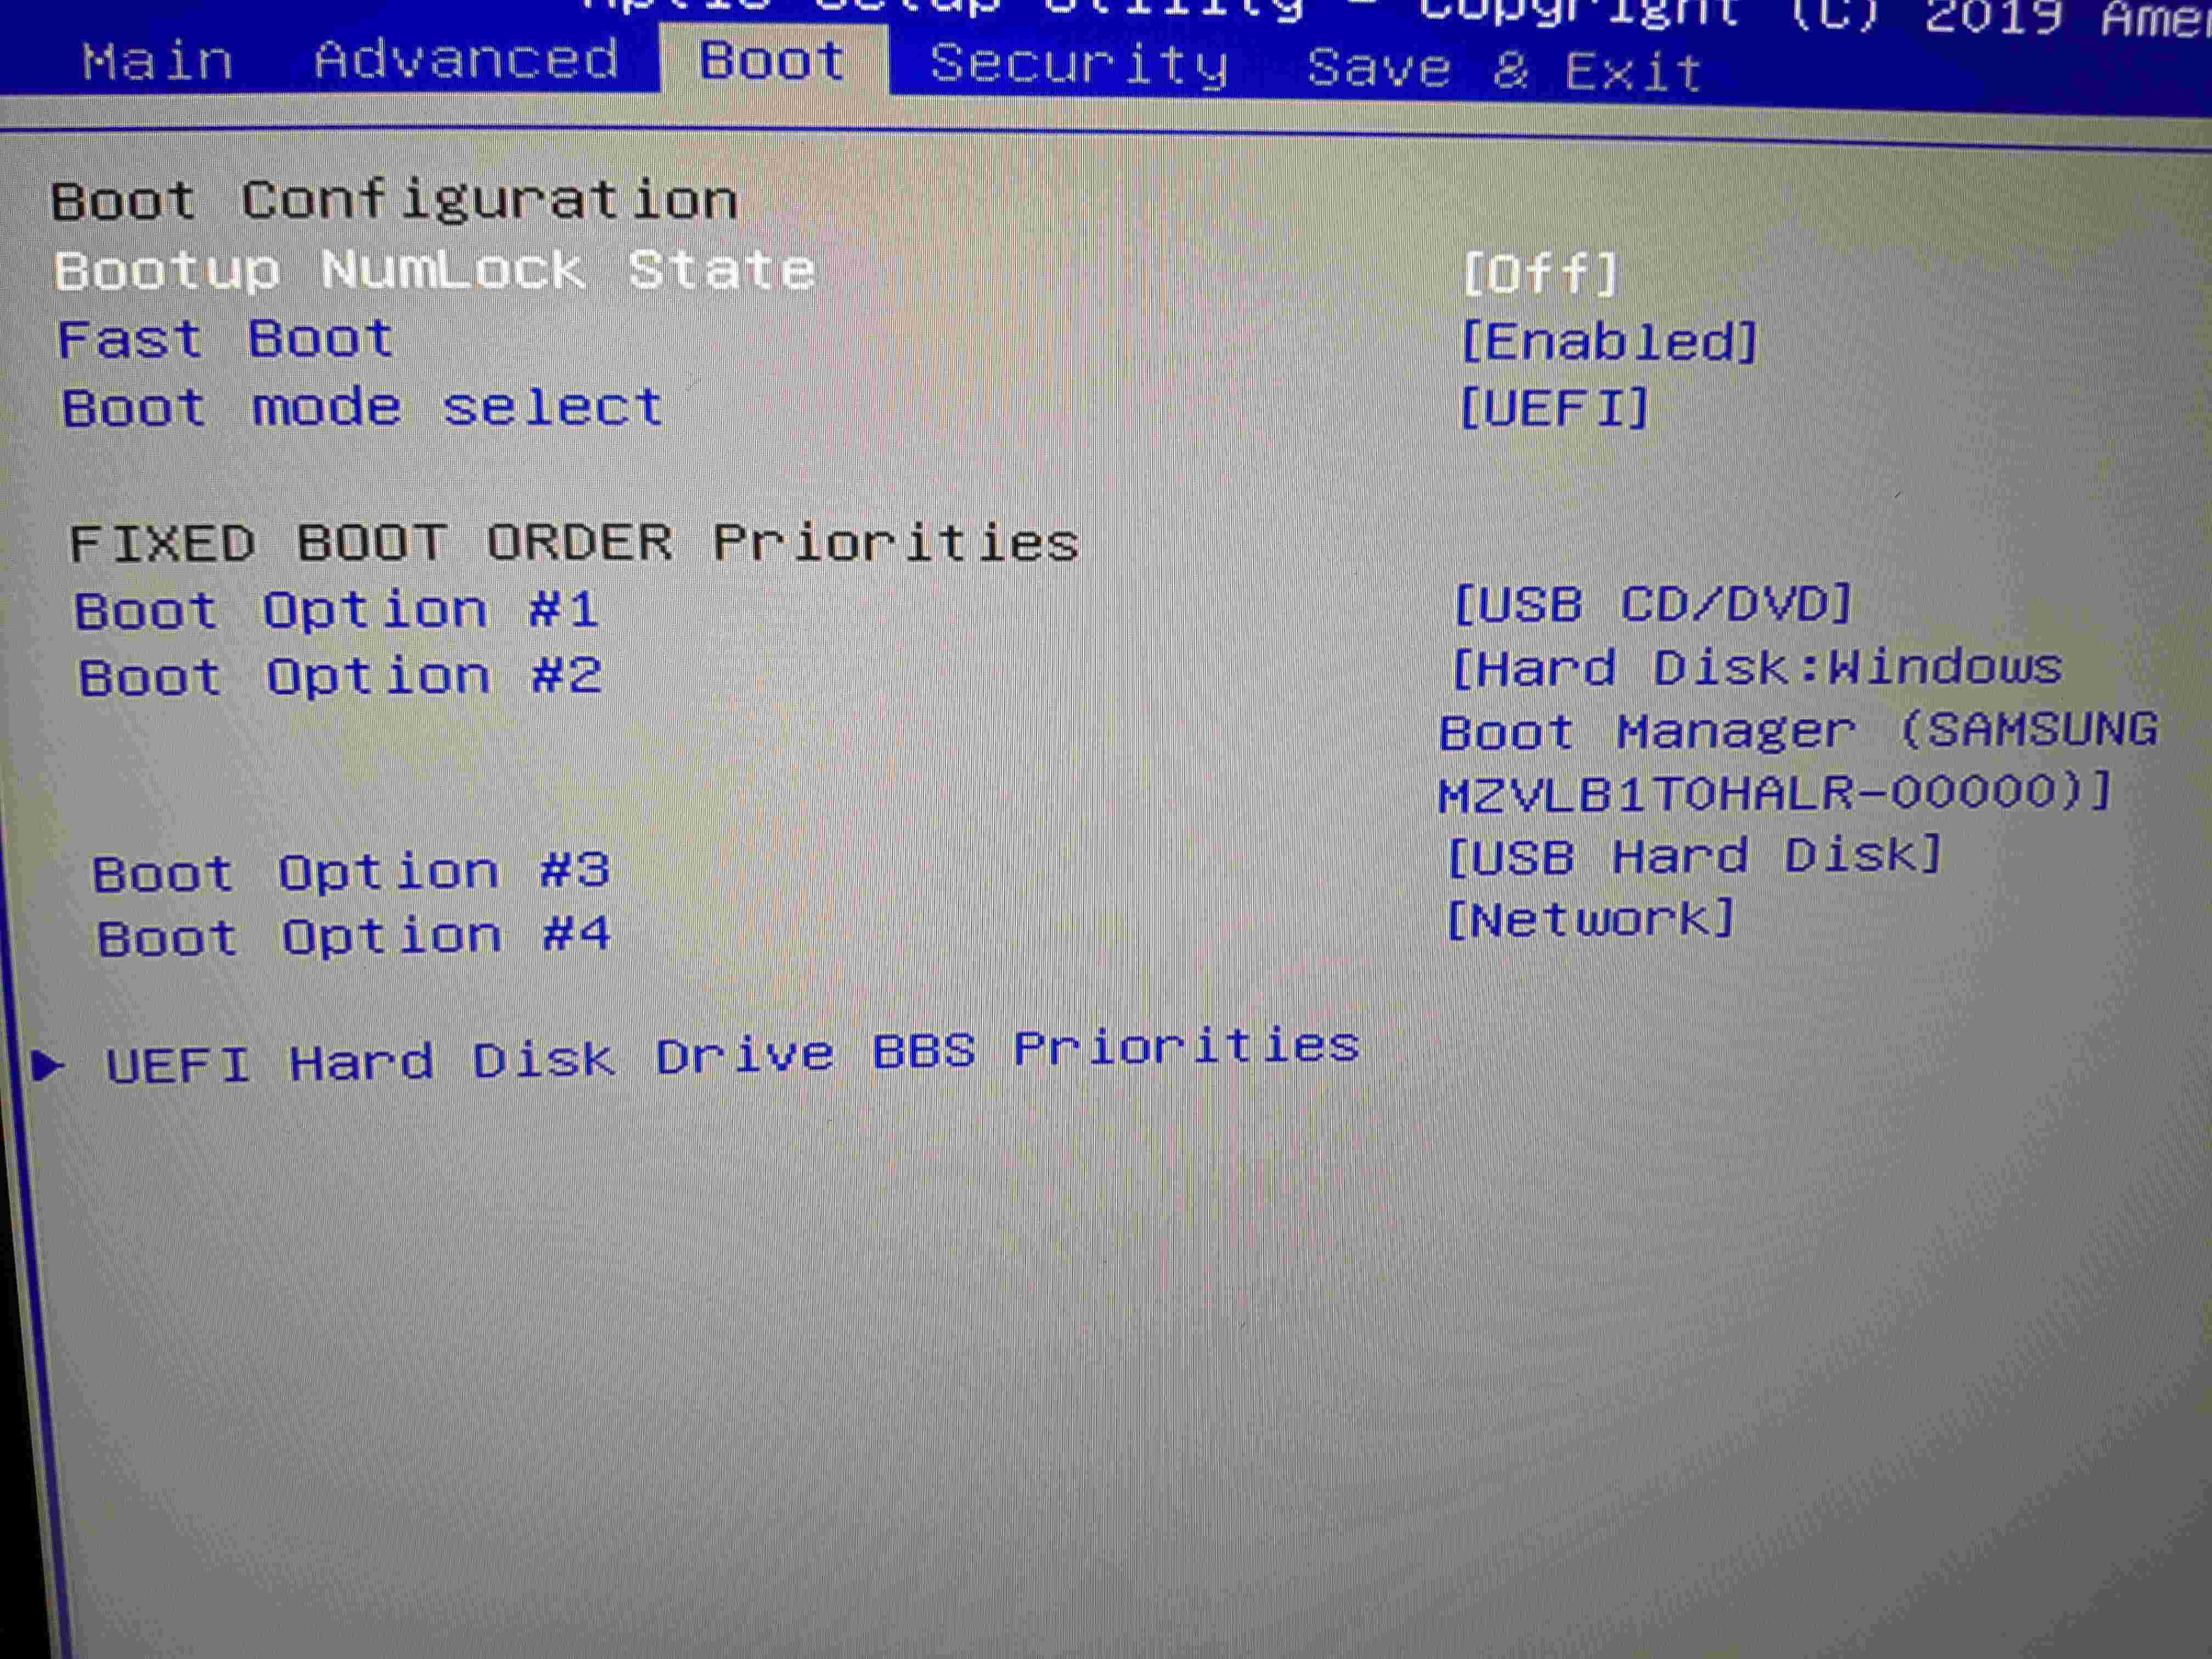 Aptio Setup Utility - Copyright (C) 2019 Amer
Main Advanced Boot Security Save & Exit
Boot Configuration
Bootup NumLock State [Off]
Fast Boot [Enabled]
Boot mode select [UEFI]
FIXED BOOT ORDER Priorities
Boot Option #1 [USB CD/DVD]
Boot Option #2 [Hard Disk:Windows
Boot Manager (SAMSUNG
MZVLB1T0HALR-00000)]
Boot Option #3 [USB Hard Disk]
Boot Option #4 [Network]
UEFI Hard Disk Drive BBS Priorities